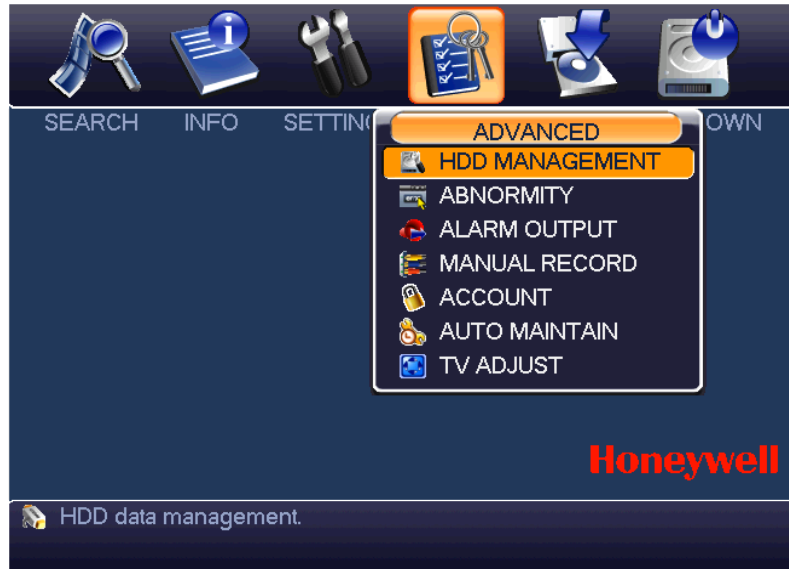 SEARCH INFO SETTIN OWN
ADVANCED
HDD MANAGEMENT
ABNORMITY
ALARM OUTPUT
MANUAL RECORD
ACCOUNT
AUTO MAINTAIN
TV ADJUST
Honeywell
HDD data management.